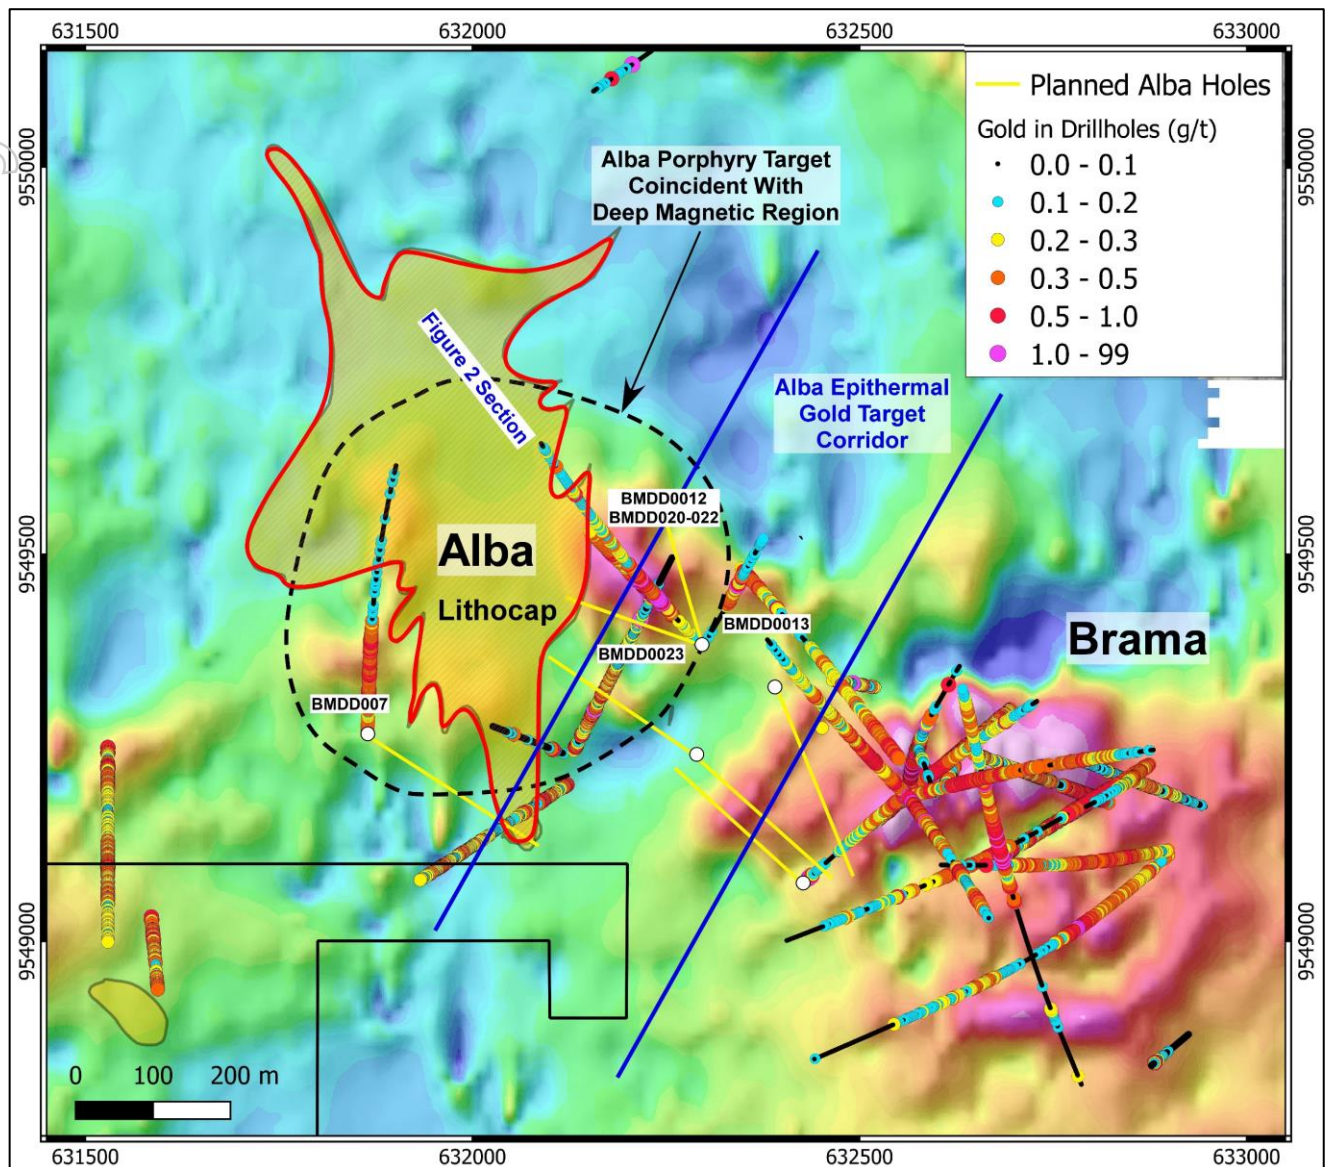 631500
632000
632500
633000
Planned Alba Holes
Gold in Drillholes (g/t)
0.0 - 0.1
0.1 - 0.2
0.2 - 0.3
0.3 - 0.5
0.5 - 1.0
1.0 - 99
9550000
9550000
Alba Porphyry Target
Coincident With
Deep Magnetic Region
Figure 2 Section
Alba Epithermal
Gold Target
Corridor
BMDD0012
BMDD020-022
9549500
9549500
Alba
Lithocap
BMDD0013
Brama
BMDD0023
BMDD007
9549000
9549000
0
100
200 m
631500
632000
632500
633000